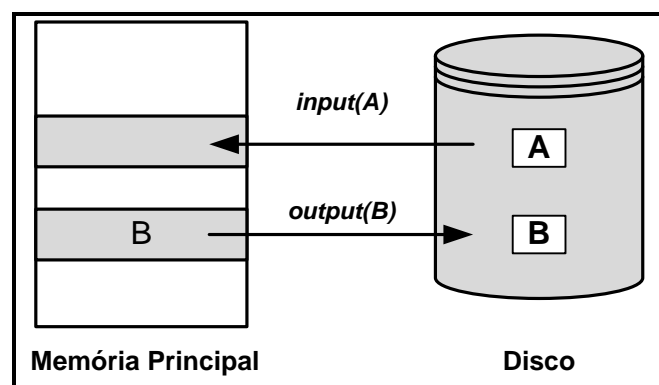 input(A)
A
B
output(B)
B
Memória Principal
Disco